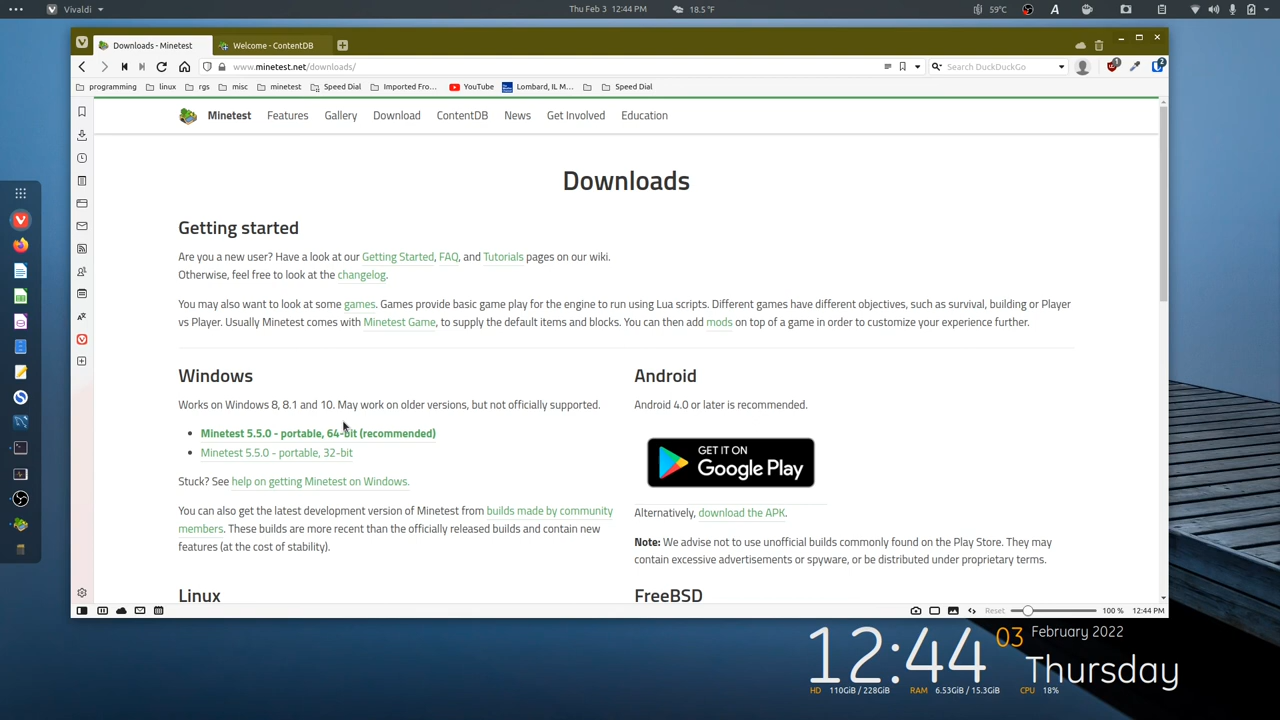 Vivaldi
Thu Feb 3 12:44 PM
18.5°F
59°C
Downloads - Minetest
Welcome - ContentDB
www.minetest.net/downloads/
Search DuckDuckGo
1
2
programming
linux
rgs
misc
minetest
Speed Dial
Imported Fro...
YouTube
Lombard, IL M...
Speed Dial
Minetest
Features
Gallery
Download
ContentDB
News
Get Involved
Education
Downloads
Getting started
Are you a new user? Have a look at our Getting Started, FAQ, and Tutorials pages on our wiki.
Otherwise, feel free to look at the changelog.
You may also want to look at some games. Games provide basic game play for the engine to run using Lua scripts. Different games have different objectives, such as survival, building or Player
vs Player. Usually Minetest comes with Minetest Game, to supply the default items and blocks. You can then add mods on top of a game in order to customize your experience further.
Windows
Works on Windows 8, 8.1 and 10. May work on older versions, but not officially supported.
Minetest 5.5.0 - portable, 64-bit (recommended)
Minetest 5.5.0 - portable, 32-bit
Stuck? See help on getting Minetest on Windows.
You can also get the latest development version of Minetest from builds made by community
members. These builds are more recent than the officially released builds and contain new
features (at the cost of stability).
Android
Android 4.0 or later is recommended.
GET IT ON
Google Play
Alternatively, download the APK.
Note: We advise not to use unofficial builds commonly found on the Play Store. They may
contain excessive advertisements or spyware, or be distributed under proprietary terms.
Linux
FreeBSD
Reset
100 %
12:44 PM
12:44
03
February 2022
Thursday
HD 110GiB / 228GiB
RAM 6.53GiB / 15.3GiB
CPU 18%